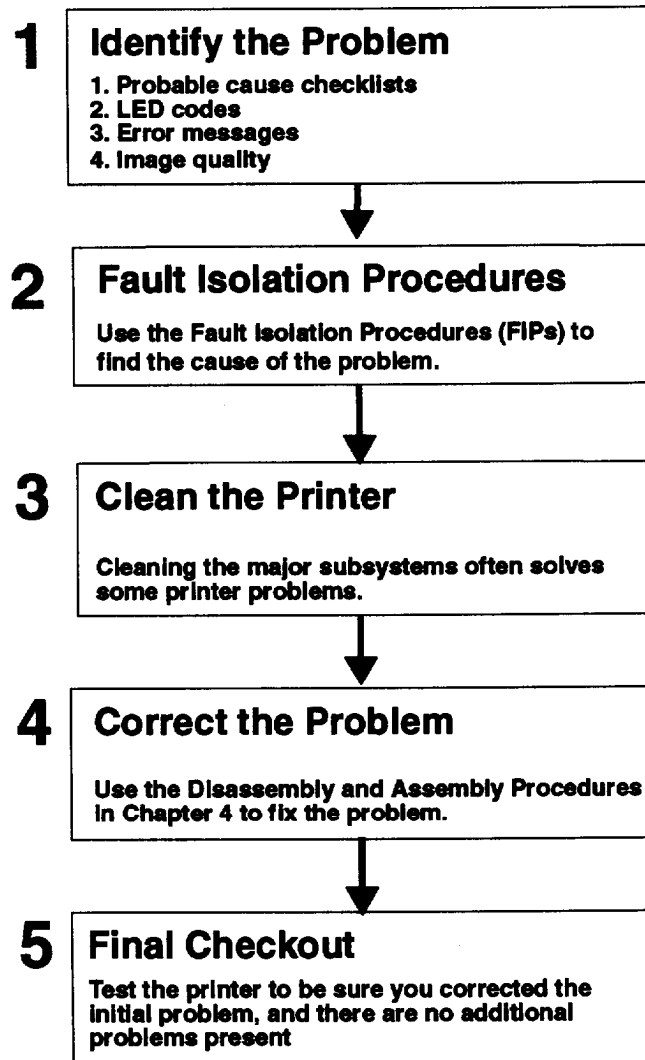 1
Identify the Problem
1. Probable cause checklists
2. LED codes
3. Error messages
4. Image quality
2
Fault Isolation Procedures
Use the Fault Isolation Procedures (FIPs) to
find the cause of the problem.
3
Clean the Printer
Cleaning the major subsystems often solves
some printer problems.
4
Correct the Problem
Use the Disassembly and Assembly Procedures
in Chapter 4 to fix the problem.
5
Final Checkout
Test the printer to be sure you corrected the
initial problem, and there are no additional
problems present